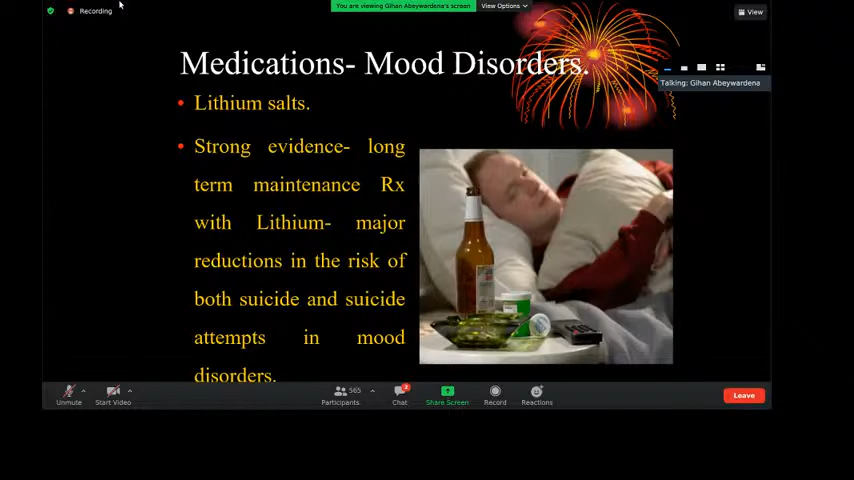 Recording
You are viewing Gihan Abeywardena's screen
View Options
View
Medications- Mood Disorders.
Talking: Gihan Abeywardena
• Lithium salts.
• Strong evidence- long
term maintenance Rx
with Lithium- major
reductions in the risk of
both suicide and suicide
attempts in mood
disorders.
Unmute
Start Video
565
Participants
2
Chat
Share Screen
Record
Reactions
Leave